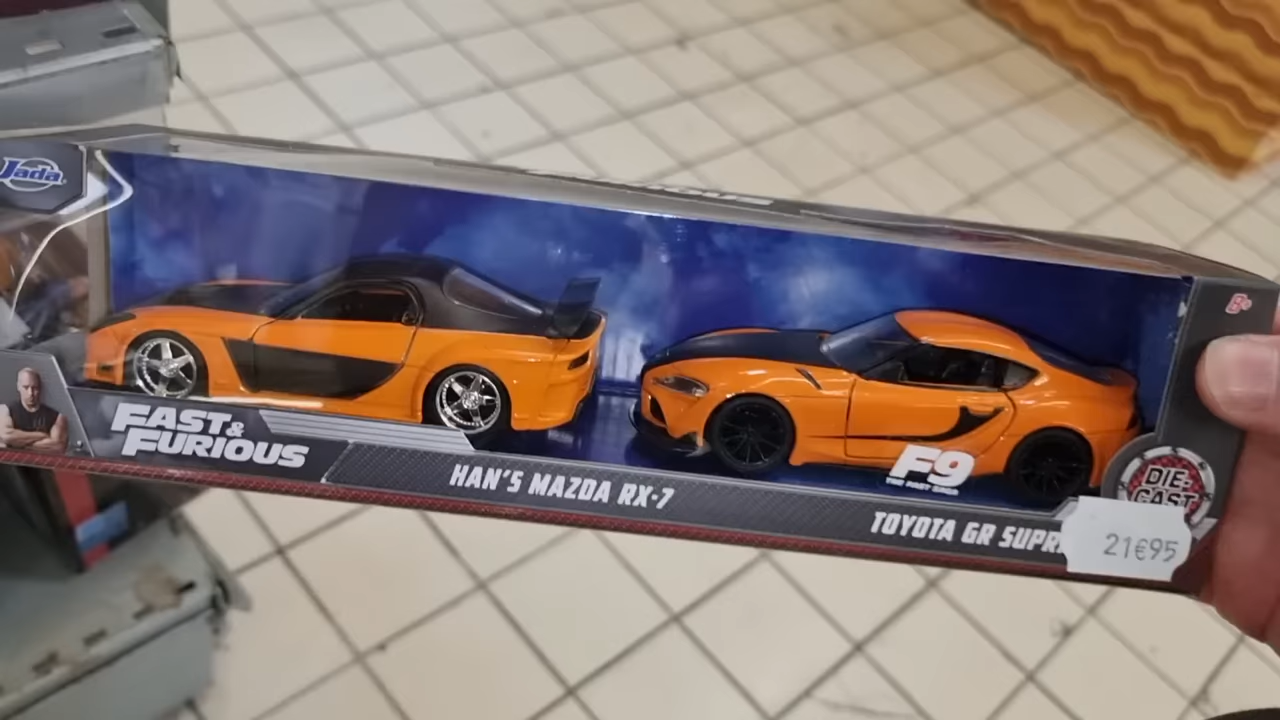 Jada
FAST &
FURIOUS
HAN'S MAZDA RX-7
F9
THE FAST SAGA
TOYOTA GR SUPR
DIE-
CAST
8+
21€95